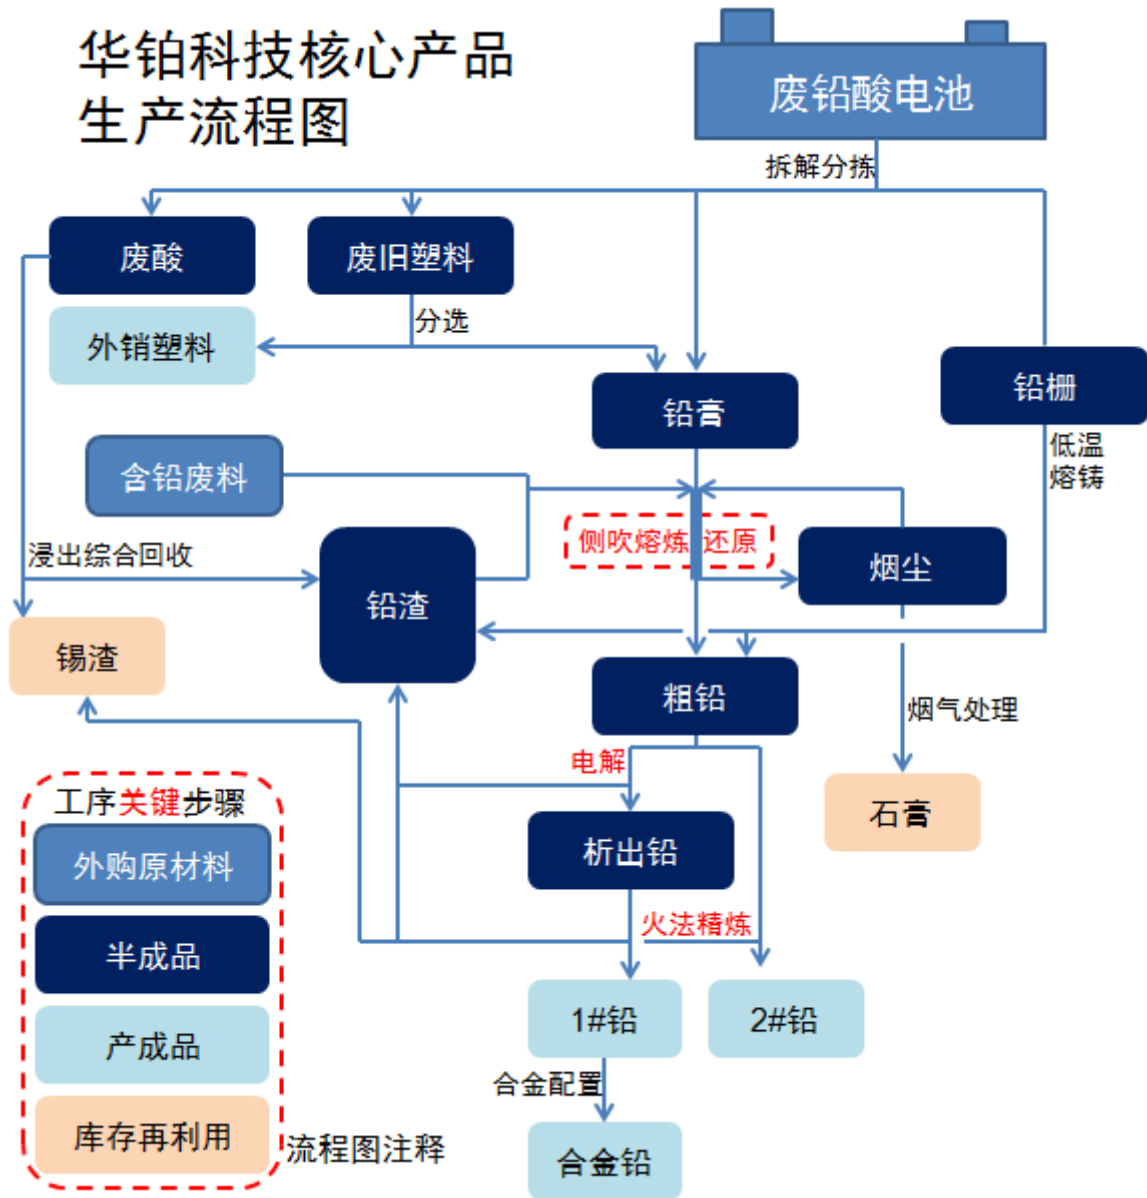 华铂科技核心产品
生产流程图
废铅酸电池
拆解分拣
废酸
废旧塑料
分选
外销塑料
铅膏
铅栅
低温
熔铸
含铅废料
侧吹熔炼 还原
浸出综合回收
铅渣
烟尘
锡渣
粗铅
烟气处理
电解
石膏
析出铅
火法精炼
1#铅
2#铅
合金配置
合金铅
工序关键步骤
外购原材料
半成品
产成品
库存再利用
流程图注释